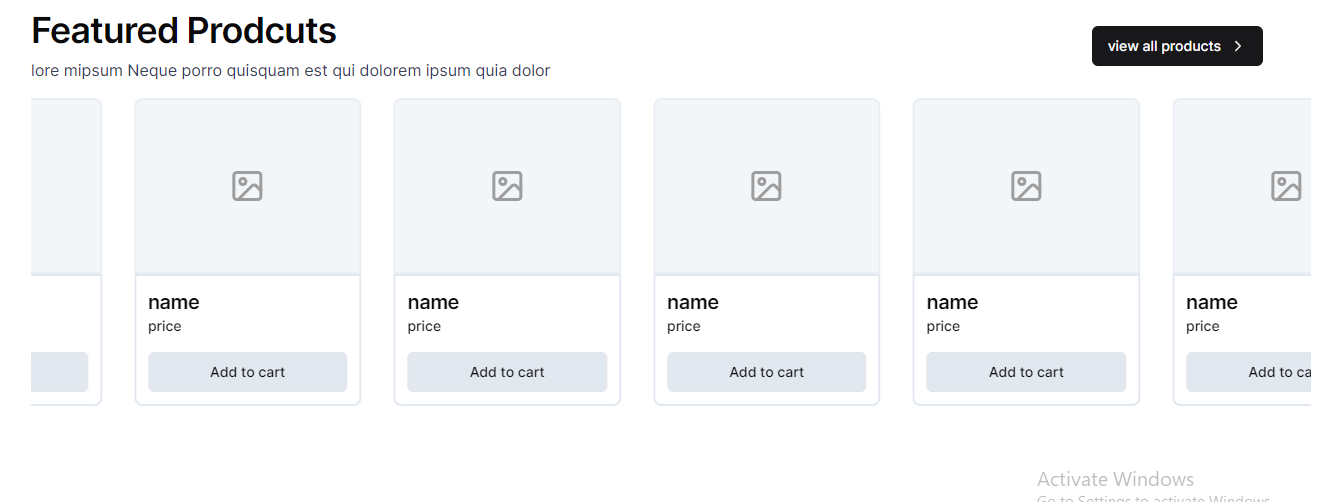 Featured Prodcuts
view all products
lore mipsum Neque porro quisquam est qui dolorem ipsum quia dolor
name name name name name
price price price price price
Add to cart Add to cart Add to cart Add to cart Add to ca
Activate Windows
Go to Settings to activate Windows.